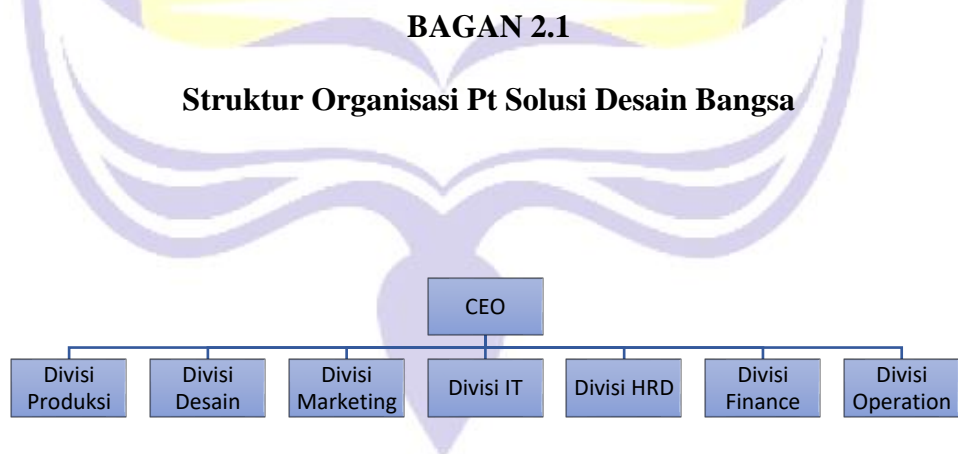 BAGAN 2.1
Struktur Organisasi Pt Solusi Desain Bangsa
CEO
Divisi
Produksi
Divisi
Desain
Divisi
Marketing
Divisi IT
Divisi HRD
Divisi
Finance
Divisi
Operation